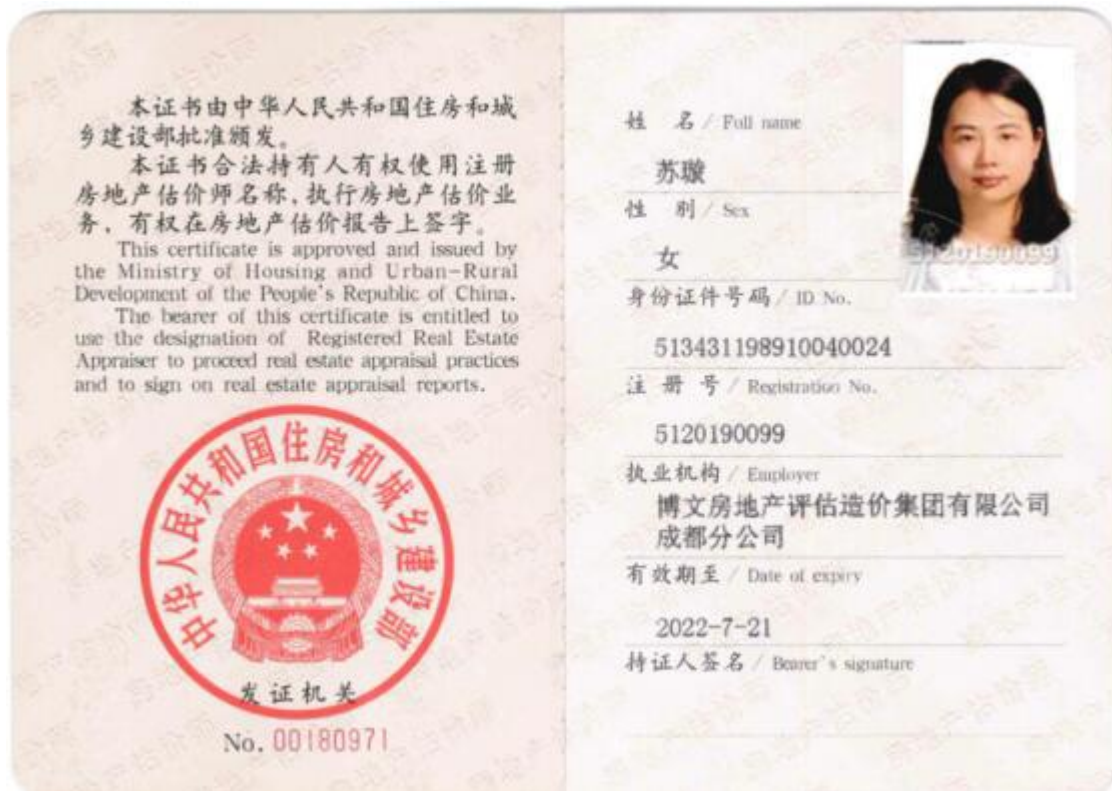 本证书由中华人民共和国住房和城
乡建设部批准颁发。
本证书合法持有人有权使用注册
房地产估价师名称,执行房地产估价业
务,有权在房地产估价报告上签字。
This certificate is approved and issued by
the Ministry of Housing and Urban-Rural
Development of the People's Republic of China.
The bearer of this certificate is entitled to
use the designation of Registered Real Estate
Appraiser to proceed real estate appraisal practices
and to sign on real estate appraisal reports.
中华人民共和国住房和城乡建设部
发证机关
No. 00180971
姓 名 / Full name
苏璇
性 别 / Sex
女
身份证件号码 / ID No.
513431198910040024
注 册 号 / Registration No.
5120190099
执业机构 / Employer
博文房地产评估造价集团有限公司
成都分公司
有效期至 / Date of expiry
2022-7-21
持证人签名 / Bearer's signature
5120190099